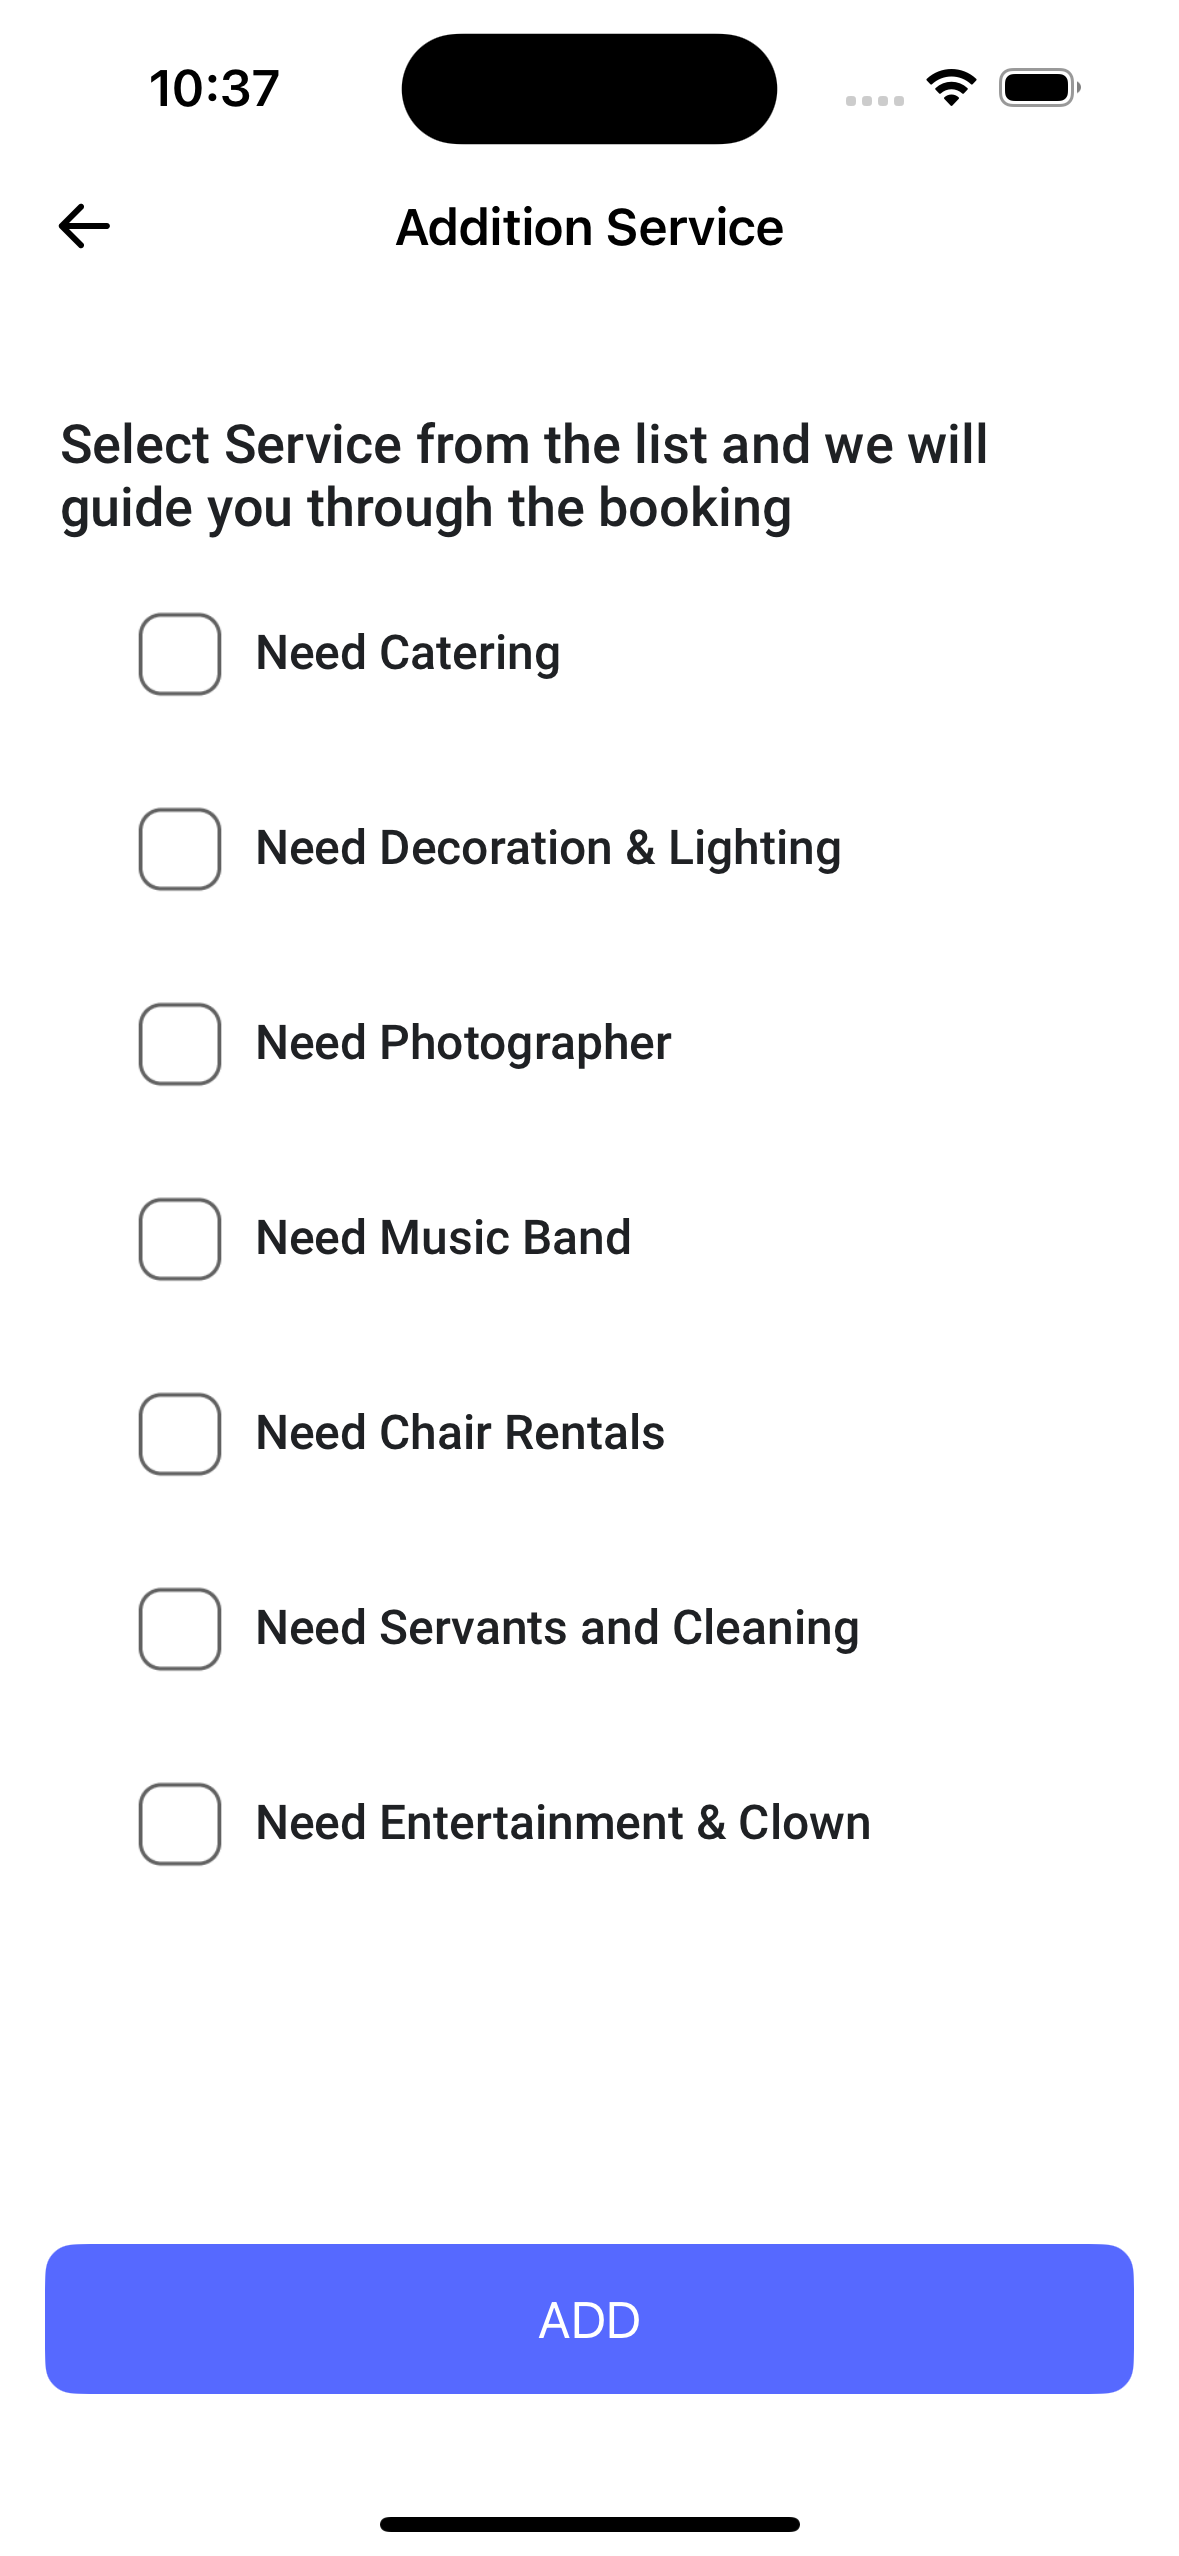 10:37
Addition Service
Select Service from the list and we will
guide you through the booking
Need Catering
Need Decoration & Lighting
Need Photographer
Need Music Band
Need Chair Rentals
Need Servants and Cleaning
Need Entertainment & Clown
ADD